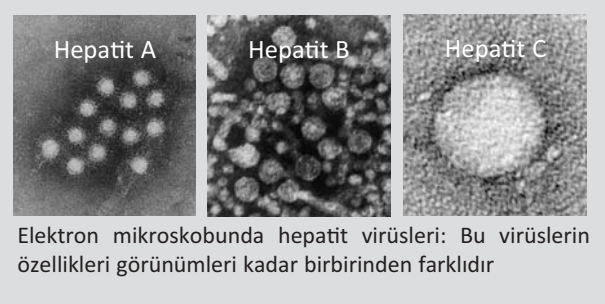 Hepatit A
Hepatit B
Hepatit C
Elektron mikroskobunda hepatit virüsleri: Bu virüslerin
özellikleri görünümleri kadar birbirinden farklıdır